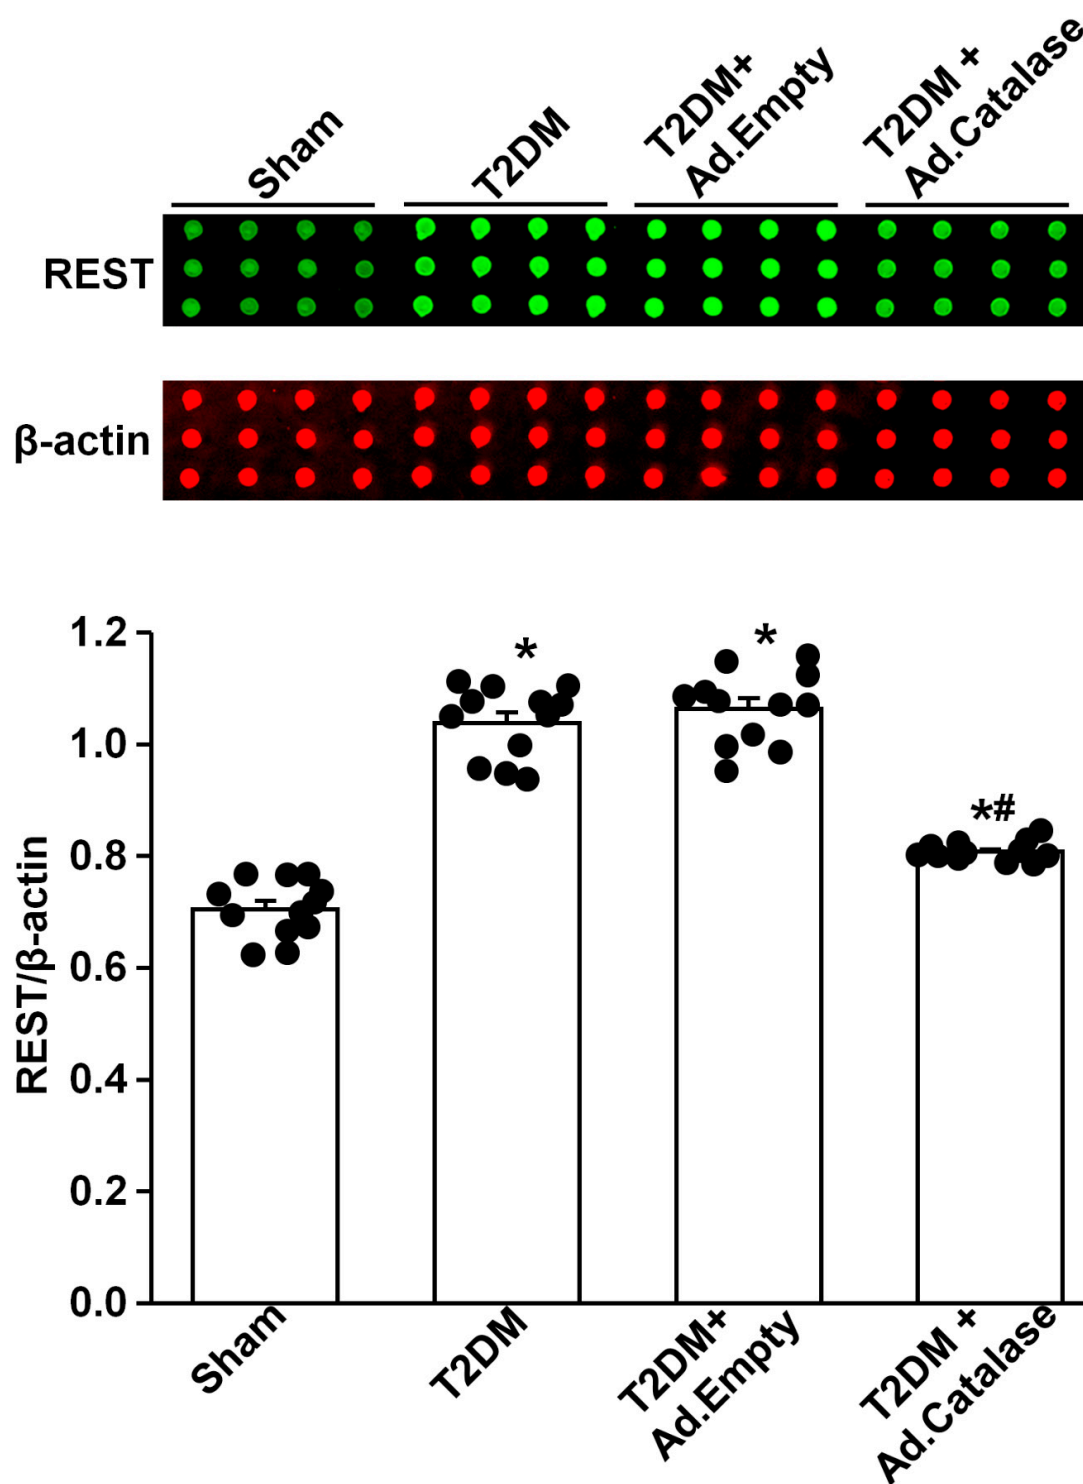 Sham
T2DM
T2DM+
Ad.Empty
T2DM +
Ad.Catalase
REST
β-actin
REST/β-actin
1.2
1.0
0.8
0.6
0.4
0.2
0.0
*
*
*#
Sham
T2DM
T2DM+
Ad.Empty
T2DM +
Ad.Catalase